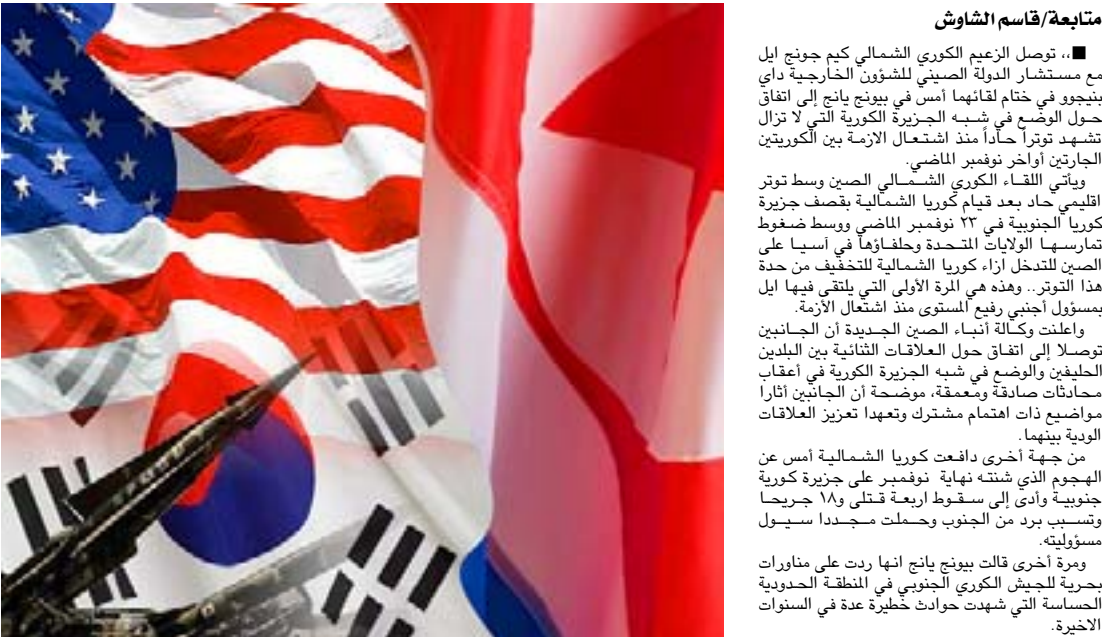 متابعة/قاسم الشاوش
■،، توصل الزعيم الكوري الشمالي كيم جونج ايل
مع مستشار الدولة الصيني للشؤون الخارجية داي
بنيجوو في ختام لقائهما أمس في بيونج يانج إلى اتفاق
حول الوضع في شبه الجزيرة الكورية التي لا تزال
تشهد توتراً حاداً منذ اشتعال الازمة بين الكوريتين
الجارتين أواخر نوفمبر الماضي.
ويأتي اللقاء الكوري الشمالي الصين وسط توتر
اقليمي حاد بعد قيام كوريا الشمالية بقصف جزيرة
كوريا الجنوبية في ٢٣ نوفمبر الماضي ووسط ضغوط
تمارسها الولايات المتحدة وحلفاؤها في آسيا على
الصين للتدخل ازاء كوريا الشمالية للتخفيف من حدة
هذا التوتر.. وهذه هي المرة الأولى التي يلتقي فيها ايل
بمسؤول أجنبي رفيع المستوى منذ اشتعال الأزمة.
واعلنت وكالة أنباء الصين الجديدة أن الجانبين
توصلا إلى اتفاق حول العلاقات الثنائية بين البلدين
الحليفين والوضع في شبه الجزيرة الكورية في أعقاب
محادثات صادقة ومعمقة، موضحة أن الجانبين أثارا
مواضيع ذات اهتمام مشترك وتعهدا تعزيز العلاقات
الودية بينهما.
من جهة أخرى دافعت كوريا الشمالية أمس عن
الهجوم الذي شنته نهاية نوفمبر على جزيرة كورية
جنوبية وأدى إلى سقوط اربعة قتلى و١٨ جريحا
وتسبب برد من الجنوب وحملت مجددا سيول
مسؤوليته.
ومرة أخرى قالت بيونج يانج انها ردت على مناورات
بحرية للجيش الكوري الجنوبي في المنطقة الحدودية
الحساسة التي شهدت حوادث خطيرة عدة في السنوات
الاخيرة.